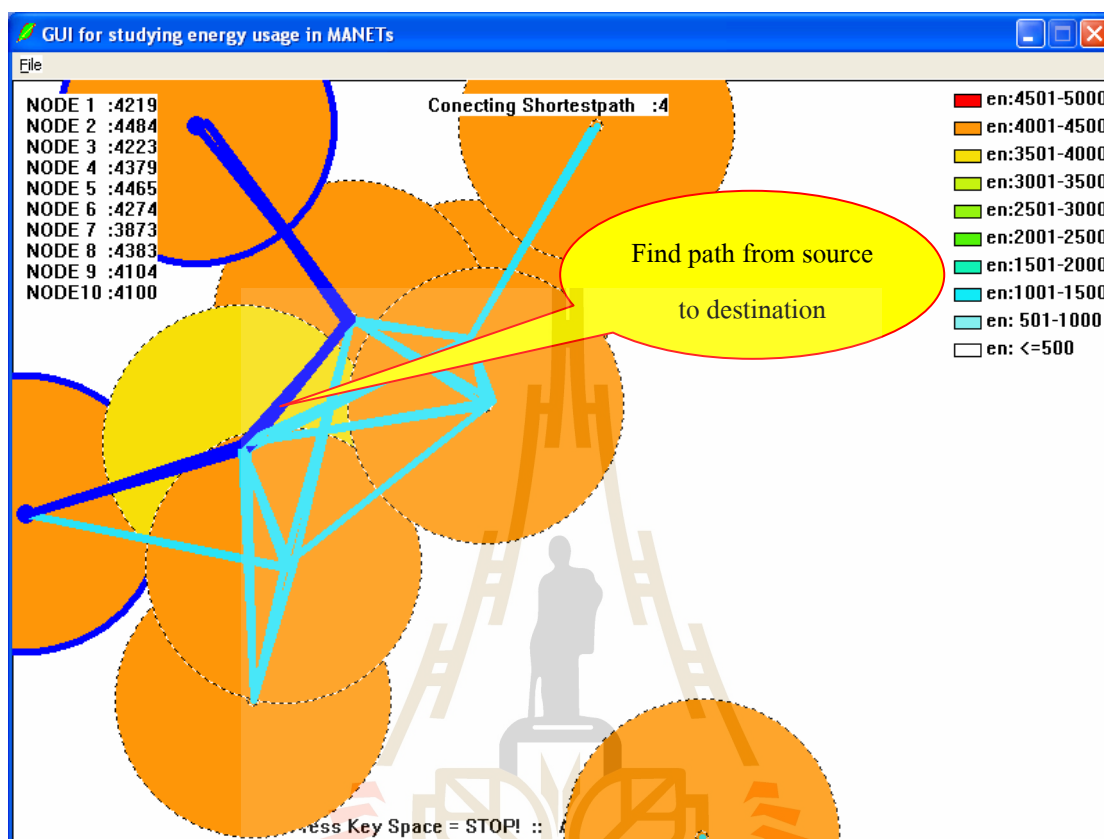 GUI for studying energy usage in MANETs
File
NODE 1 :4219
NODE 2 :4484
NODE 3 :4223
NODE 4 :4379
NODE 5 :4465
NODE 6 :4274
NODE 7 :3873
NODE 8 :4383
NODE 9 :4104
NODE10 :4100
Conecting Shortestpath :4
en:4501-5000
en:4001-4500
en:3501-4000
en:3001-3500
en:2501-3000
en:2001-2500
en:1501-2000
en:1001-1500
en: 501-1000
en: <=500
Find path from source
to destination
Key Space = STOP! ::